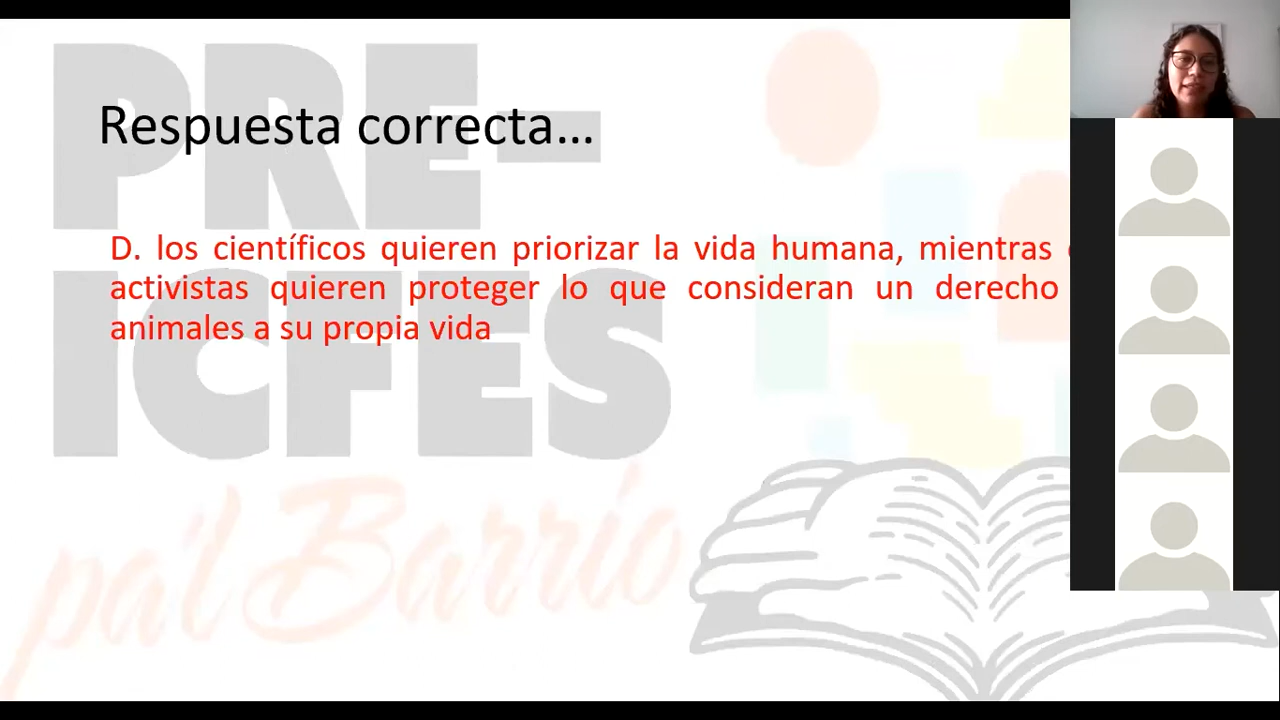 PRE-
ICFES
pa'l Barrio
Respuesta correcta...
D. los científicos quieren priorizar la vida humana, mientras
activistas quieren proteger lo que consideran un derecho
animales a su propia vida